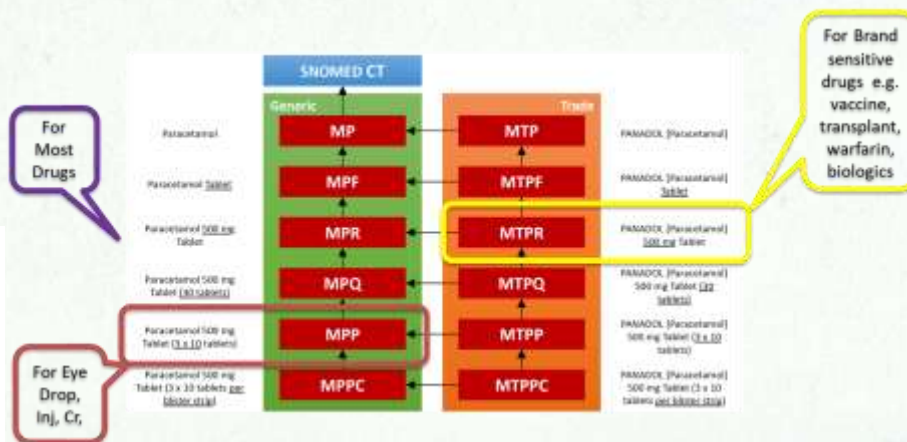 For Brand
sensitive
drugs e.g.
vaccine,
transplant,
warfarin,
biologics
SNOMED CT
Generic
Trade
For
Most
Drugs
Paracetamol
MP
MTP
PANADOL [Paracetamol]
Paracetamol Tablet
MPF
MTPF
PANADOL [Paracetamol]
Tablet
Paracetamol 500 mg
Tablet
MPR
MTPR
PANADOL [Paracetamol]
500 mg Tablet
Paracetamol 500 mg
Tablet (30 tablets)
MPQ
MTPQ
PANADOL [Paracetamol]
500 mg Tablet (30
tablets)
Paracetamol 500 mg
Tablet (3 x 10 tablets)
MPP
MTPP
PANADOL [Paracetamol]
500 mg Tablet (3 x 10
tablets)
For Eye
Drop,
Inj, Cr,
Paracetamol 500 mg
Tablet (3 x 10 tablets per
blister strip)
MPPC
MTPPC
PANADOL [Paracetamol]
500 mg Tablet (3 x 10
tablets per blister strip)